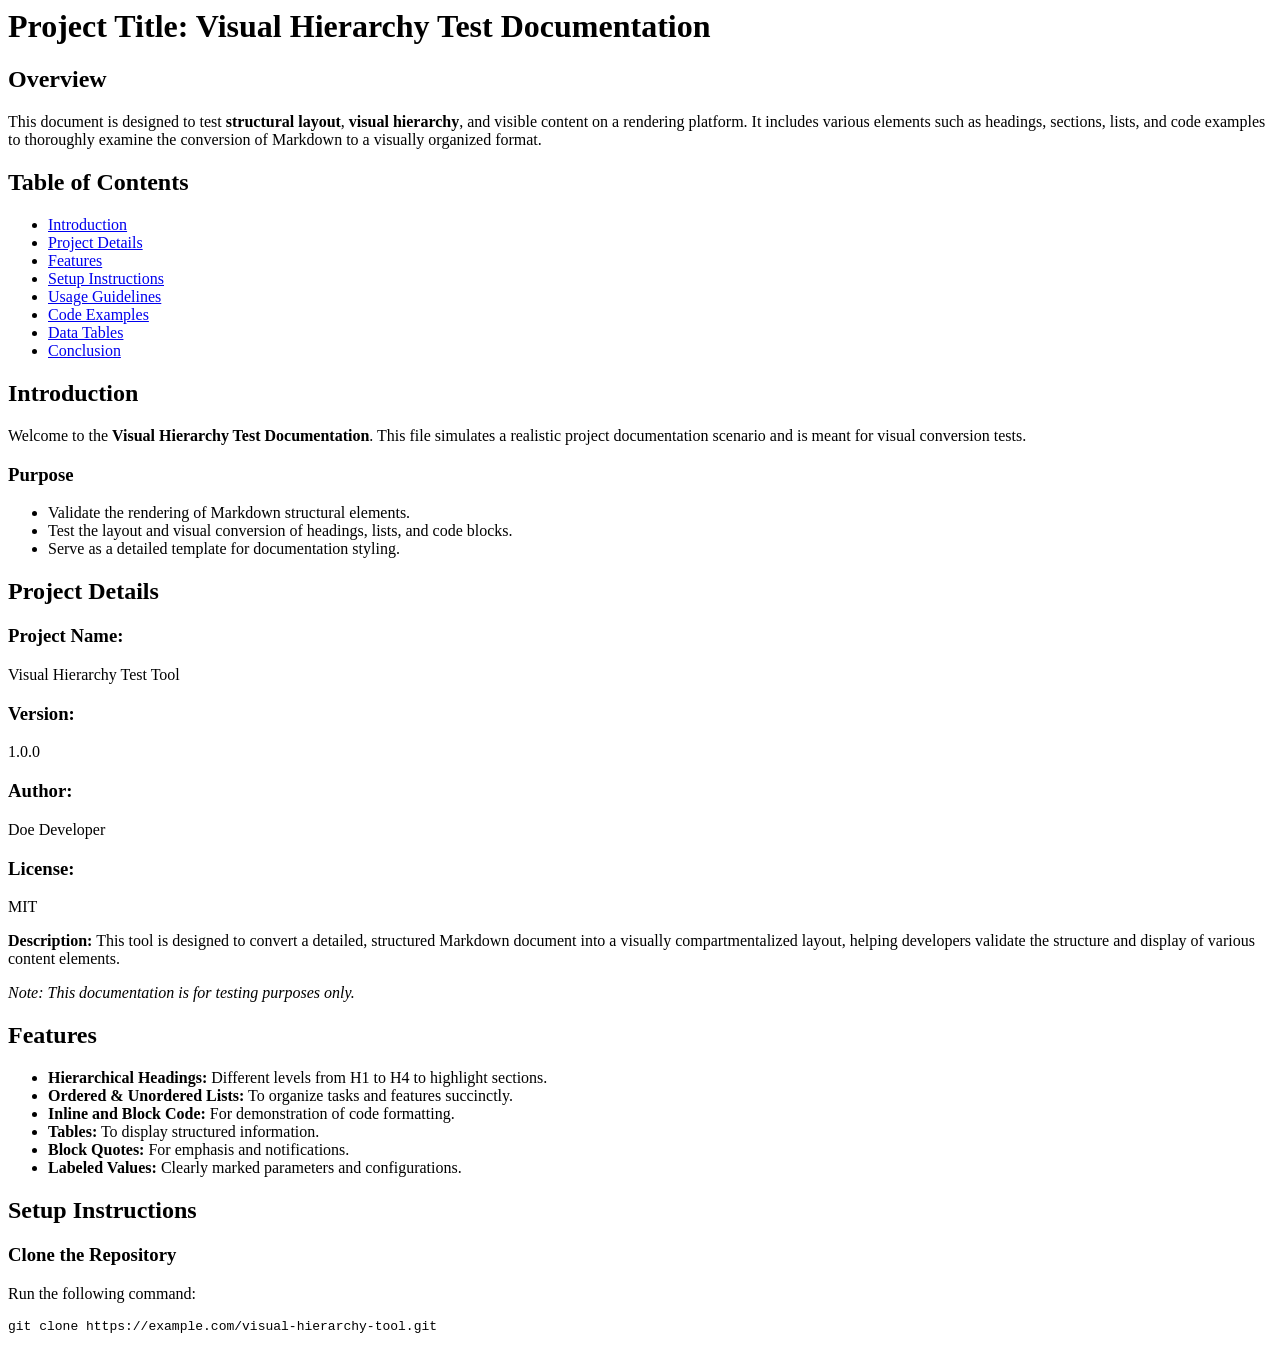 Project Title: Visual Hierarchy Test Documentation
Overview
This document is designed to test structural layout, visual hierarchy, and visible content on a rendering platform. It includes various elements such as headings, sections, lists, and code examples
to thoroughly examine the conversion of Markdown to a visually organized format.
Table of Contents
Introduction
Project Details
Features
Setup Instructions
Usage Guidelines
Code Examples
Data Tables
Conclusion
Introduction
Welcome to the Visual Hierarchy Test Documentation. This file simulates a realistic project documentation scenario and is meant for visual conversion tests.
Purpose
Validate the rendering of Markdown structural elements.
Test the layout and visual conversion of headings, lists, and code blocks.
Serve as a detailed template for documentation styling.
Project Details
Project Name:
Visual Hierarchy Test Tool
Version:
1.0.0
Author:
Doe Developer
License:
MIT
Description: This tool is designed to convert a detailed, structured Markdown document into a visually compartmentalized layout, helping developers validate the structure and display of various
content elements.
Note: This documentation is for testing purposes only.
Features
Hierarchical Headings: Different levels from H1 to H4 to highlight sections.
Ordered & Unordered Lists: To organize tasks and features succinctly.
Inline and Block Code: For demonstration of code formatting.
Tables: To display structured information.
Block Quotes: For emphasis and notifications.
Labeled Values: Clearly marked parameters and configurations.
Setup Instructions
Clone the Repository
Run the following command:
git clone https://example.com/visual-hierarchy-tool.git